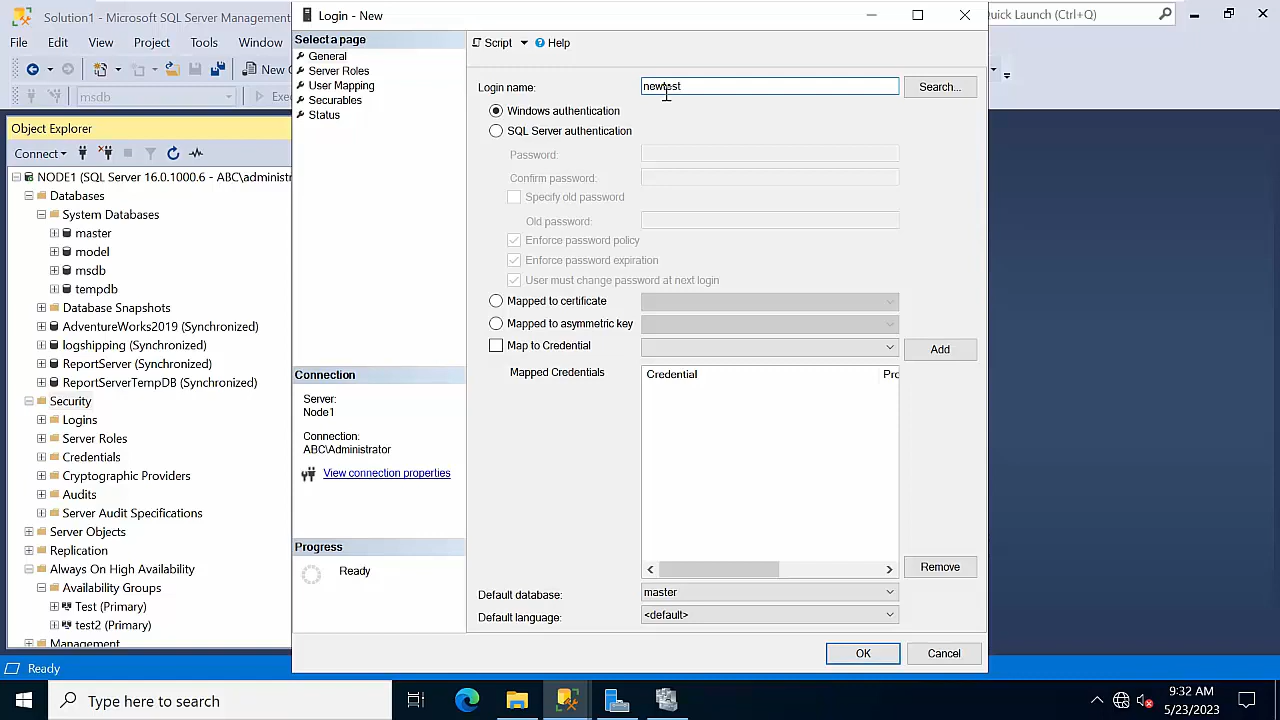 Solution1 - Microsoft SQL Server Management
Quick Launch (Ctrl+Q)
File Edit View Project Tools Window
New
msdb
Exe
Object Explorer
Connect
NODE1 (SQL Server 16.0.1000.6 - ABC\administr
Databases
System Databases
master
model
msdb
tempdb
Database Snapshots
AdventureWorks2019 (Synchronized)
logshipping (Synchronized)
ReportServer (Synchronized)
ReportServerTempDB (Synchronized)
Security
Logins
Server Roles
Credentials
Cryptographic Providers
Audits
Server Audit Specifications
Server Objects
Replication
Always On High Availability
Availability Groups
Test (Primary)
test2 (Primary)
Management
Ready
Login - New
Select a page
General
Server Roles
User Mapping
Securables
Status
Connection
Server:
Node1
Connection:
ABC\Administrator
View connection properties
Progress
Ready
Script Help
Login name: newtest Search...
Windows authentication
SQL Server authentication
Password:
Confirm password:
Specify old password
Old password:
Enforce password policy
Enforce password expiration
User must change password at next login
Mapped to certificate
Mapped to asymmetric key
Map to Credential Add
Mapped Credentials Credential Pro
Remove
Default database: master
Default language: <default>
OK Cancel
Type here to search
9:32 AM
5/23/2023